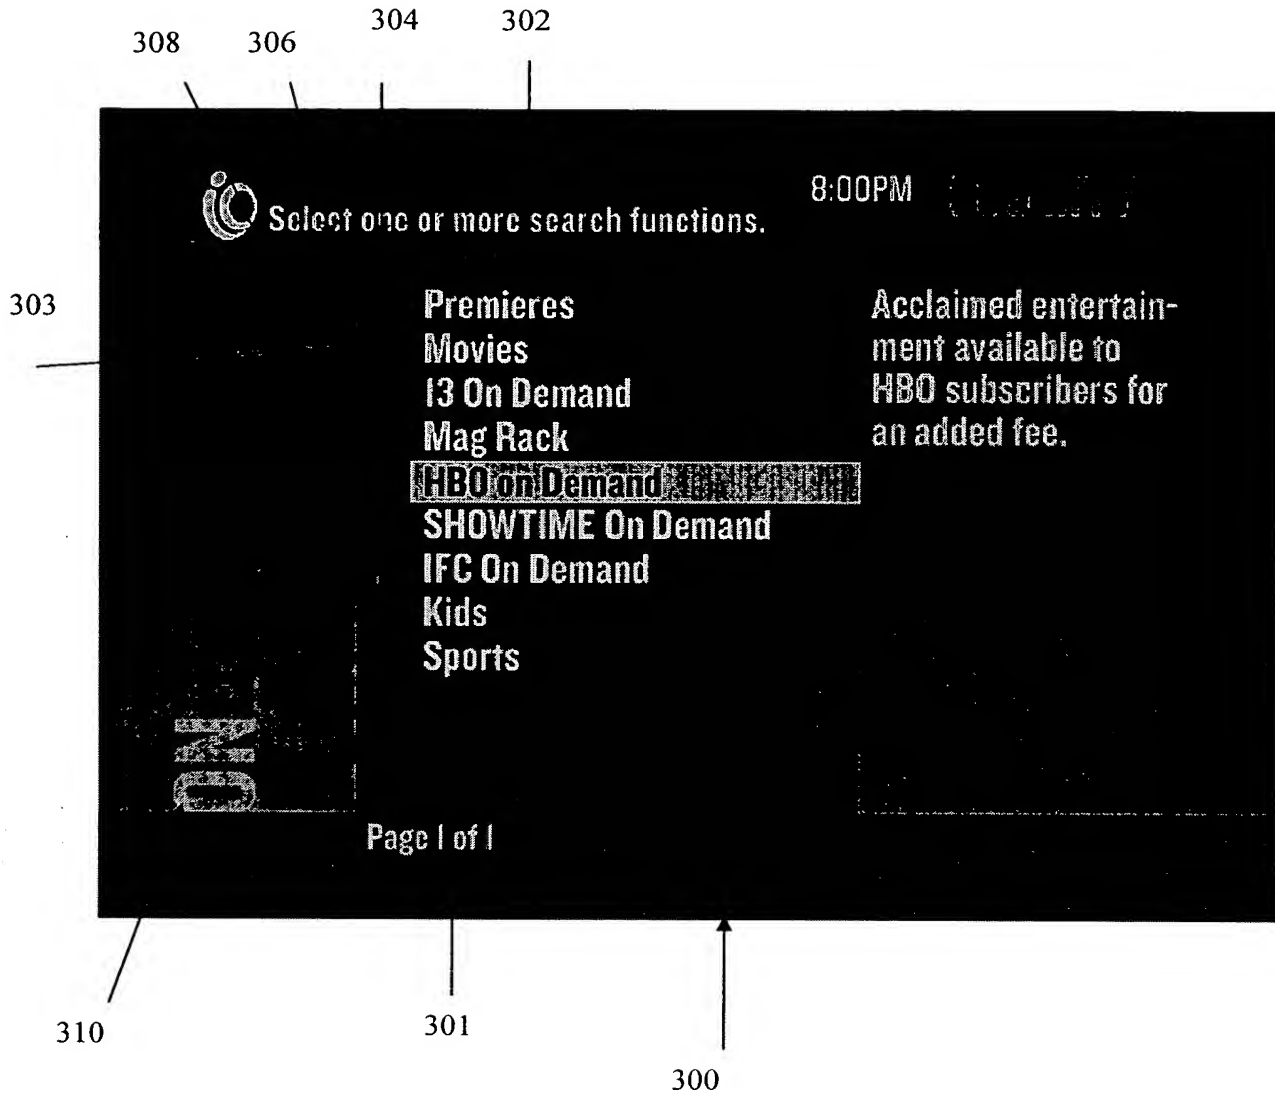 308 306 304 302
8:00PM
Select one or more search functions.
303
Premieres
Movies
13 On Demand
Mag Rack
HBO on Demand
SHOWTIME On Demand
IFC On Demand
Kids
Sports
Acclaimed entertain-
ment available to
HBO subscribers for
an added fee.
ON
Page 1 of 1
310
301
300